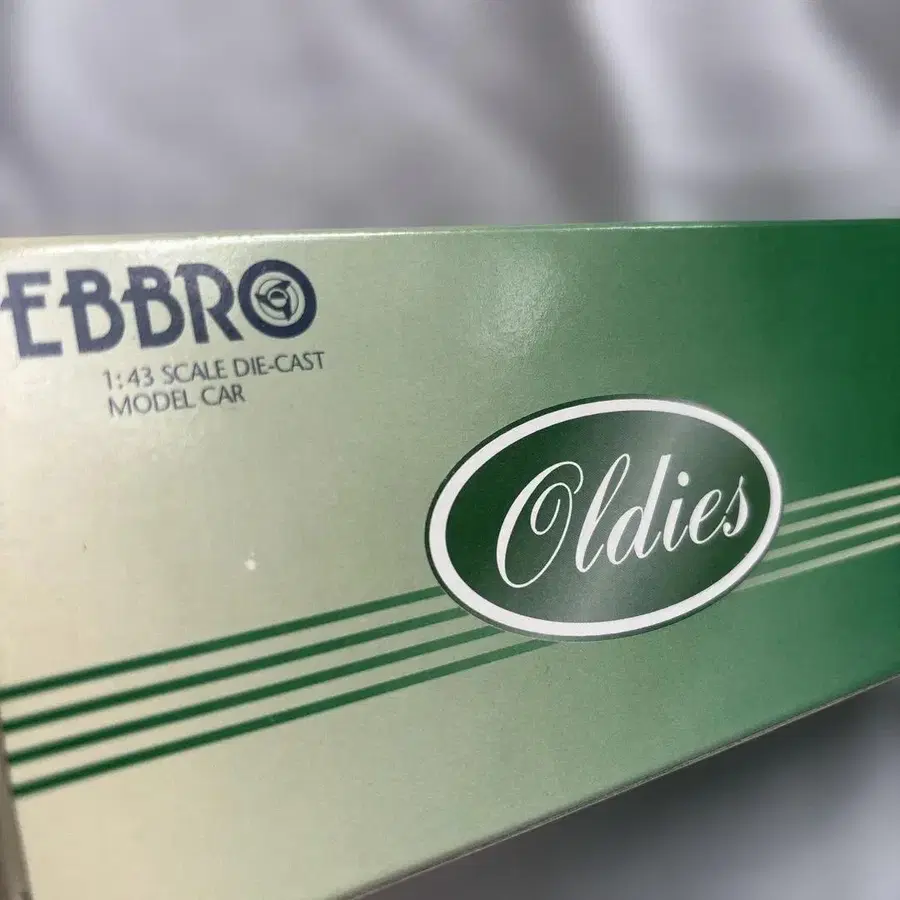 EBBRO
1:43 SCALE DIE-CAST
MODEL CAR
Oldies